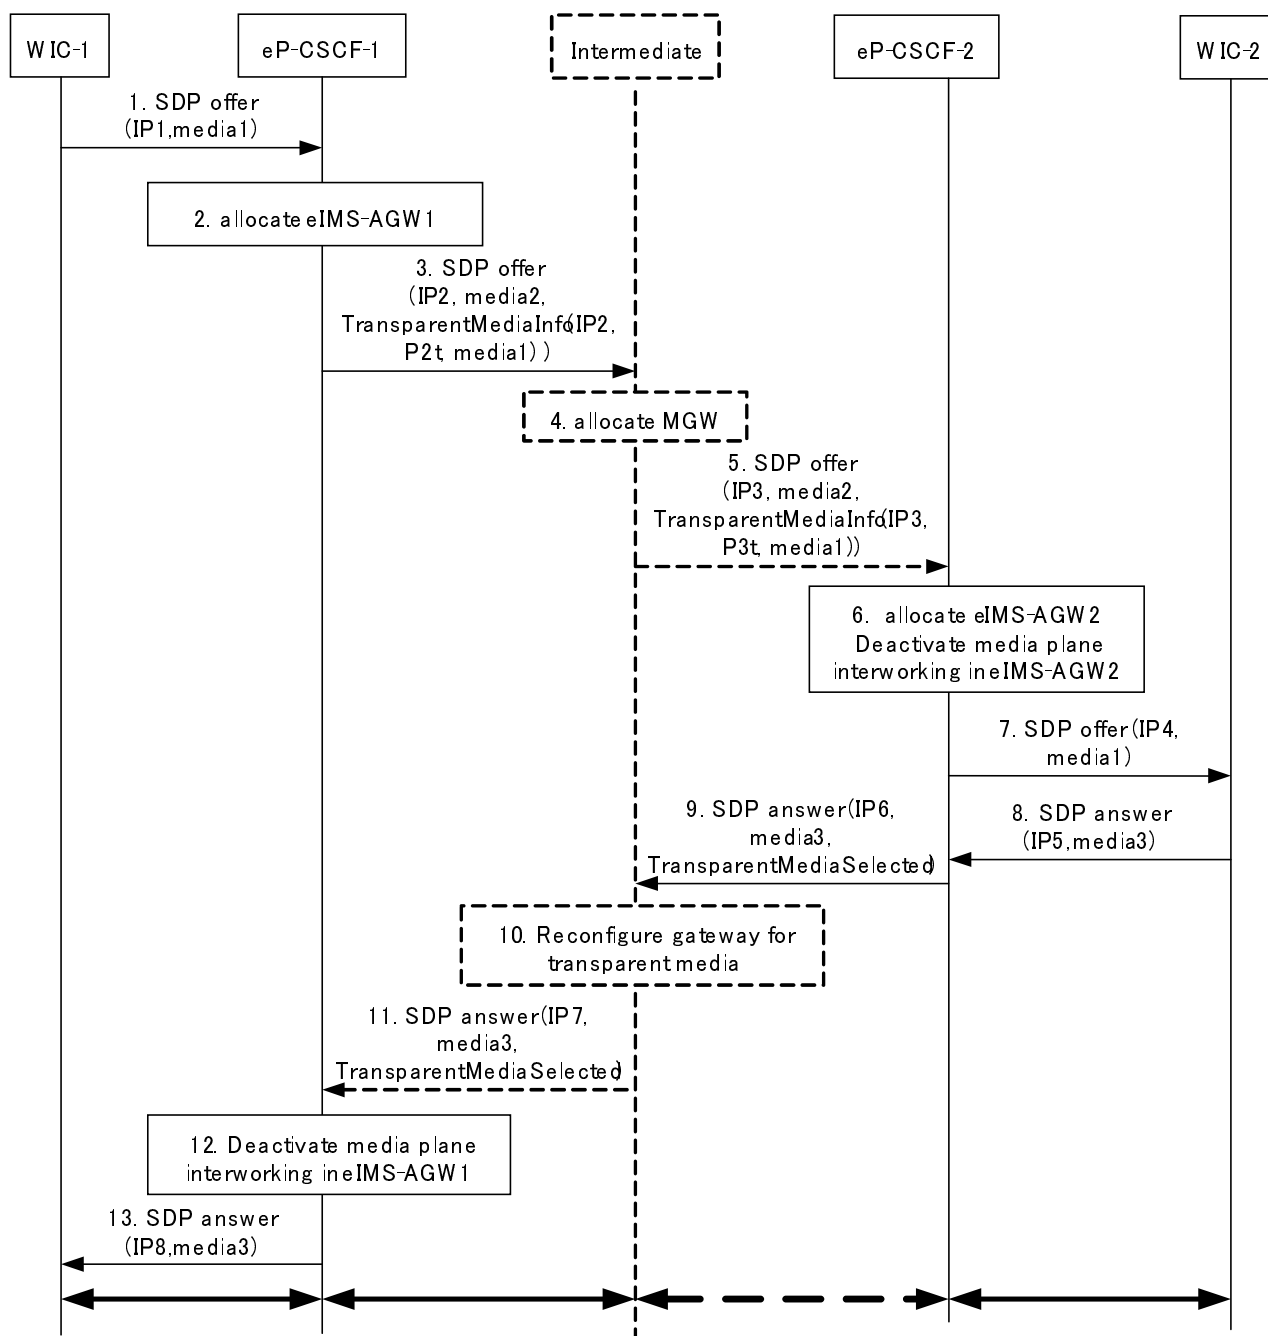 WIC-1
eP-CSCF-1
Intermediate
eP-CSCF-2
WIC-2
1. SDP offer
(IP1,media1)
2. allocate eIMS-AGW1
3. SDP offer
(IP2, media2,
TransparentMediaInfo(IP2,
P2t, media1))
4. allocate MGW
5. SDP offer
(IP3, media2,
TransparentMediaInfo(IP3,
P3t, media1))
6. allocate eIMS-AGW2
Deactivate media plane
interworking in eIMS-AGW2
7. SDP offer(IP4,
media1)
8. SDP answer
(IP5,media3)
9. SDP answer(IP6,
media3,
TransparentMediaSelected)
10. Reconfigure gateway for
transparent media
11. SDP answer(IP7,
media3,
TransparentMediaSelected)
12. Deactivate media plane
interworking in eIMS-AGW1
13. SDP answer
(IP8,media3)